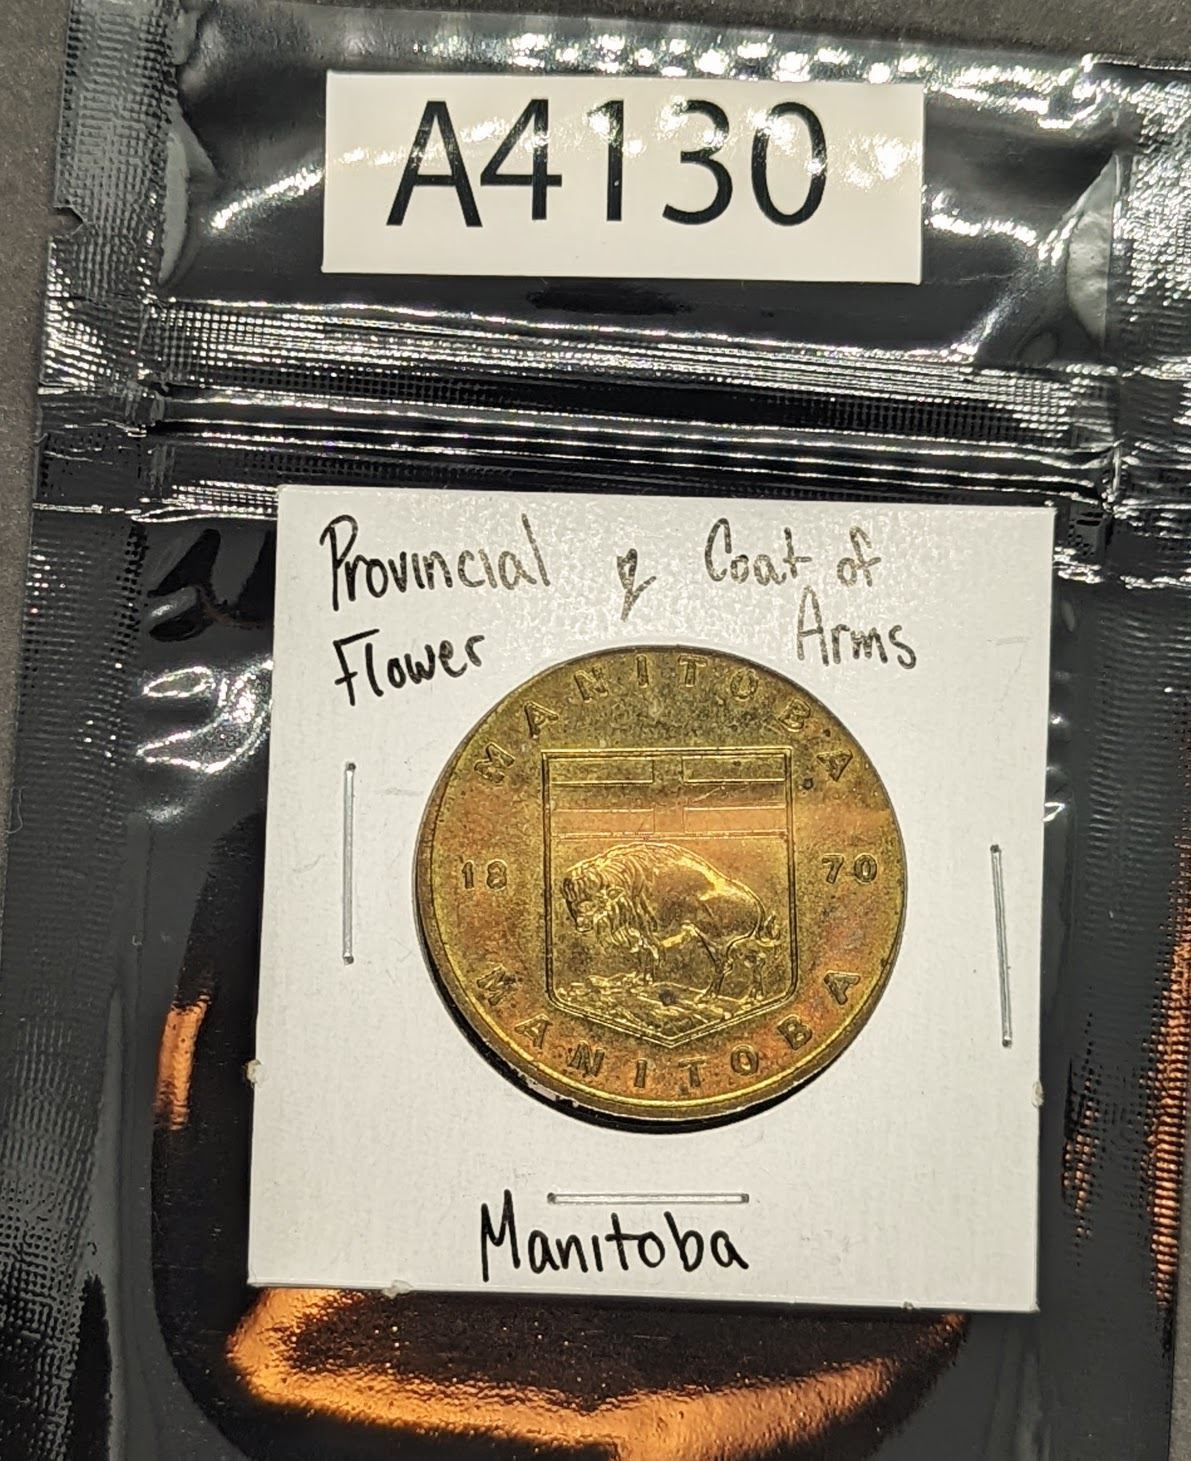 A4130
Provincial & Coat of
Flower Arms
MANITOBA
18 70
MANITOBA
Manitoba